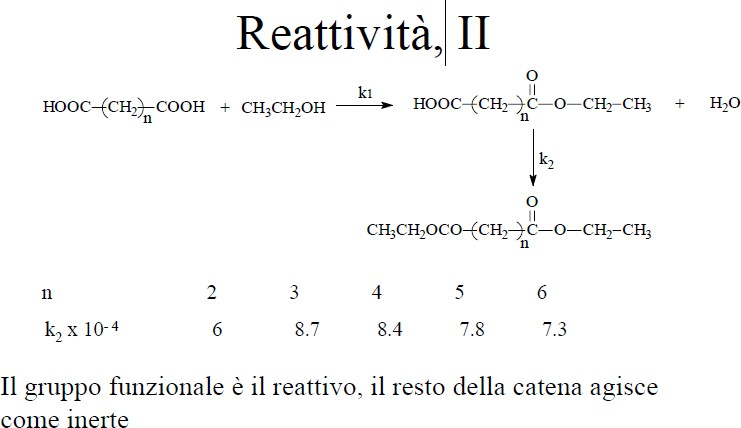 Reattività, II
HOOC-(CH₂)n-COOH + CH₃CH₂OH k1 HOOC-(CH₂)n-C(=O)-O-CH₂-CH₃ + H₂O
k₂
CH₃CH₂OCO-(CH₂)n-C(=O)-O-CH₂-CH₃
n 2 3 4 5 6
k₂ x 10⁻⁴ 6 8.7 8.4 7.8 7.3
Il gruppo funzionale è il reattivo, il resto della catena agisce
come inerte